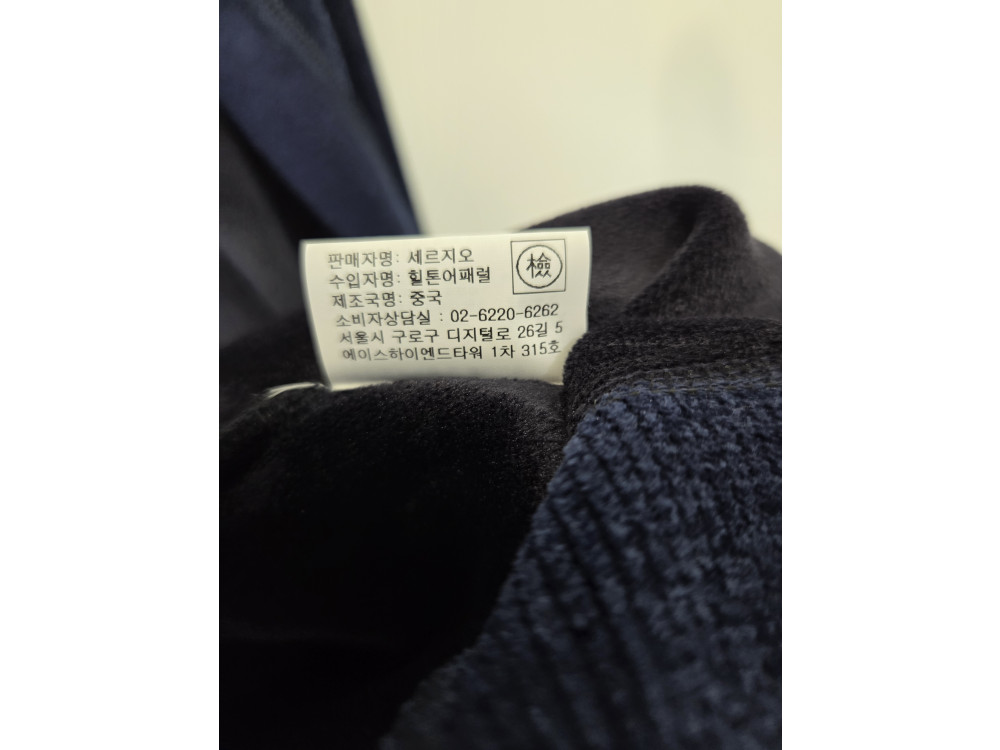 판매자명: 세르지오
檢
수입자명: 힐톤어패럴
제조국명: 중국
소비자상담실 : 02-6220-6262
서울시 구로구 디지털로 26길 5
에이스하이엔드타워 1차 315호